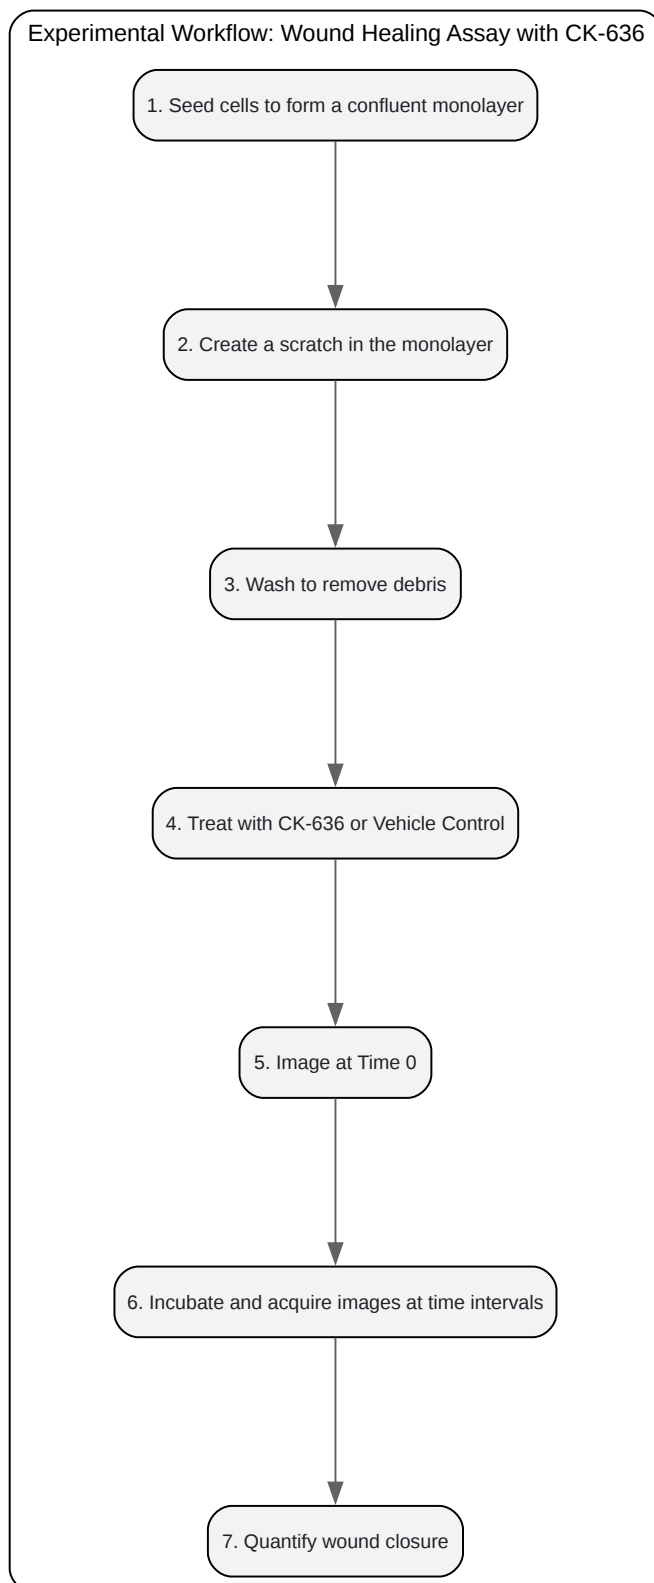 Experimental Workflow: Wound Healing Assay with CK-636
1. Seed cells to form a confluent monolayer
2. Create a scratch in the monolayer
3. Wash to remove debris
4. Treat with CK-636 or Vehicle Control
5. Image at Time 0
6. Incubate and acquire images at time intervals
7. Quantify wound closure